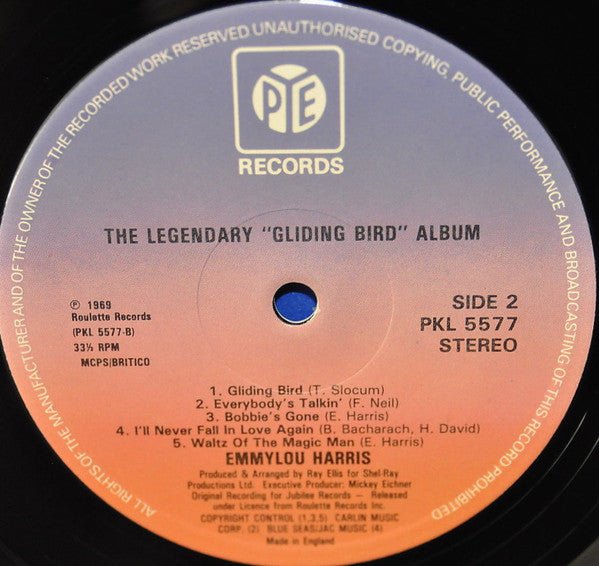 ALL RIGHTS OF THE MANUFACTURER AND OF THE OWNER OF THE RECORDED WORK RESERVED UNAUTHORISED COPYING, PUBLIC PERFORMANCE AND BROADCASTING OF THIS RECORD PROHIBITED
PYE
RECORDS
THE LEGENDARY "GLIDING BIRD" ALBUM
℗ 1969
Roulette Records
(PKL 5577-B)
33⅓ RPM
MCPS/BRITICO
SIDE 2
PKL 5577
STEREO
1. Gliding Bird (T. Slocum)
2. Everybody's Talkin' (F. Neil)
3. Bobbie's Gone (E. Harris)
4. I'll Never Fall In Love Again (B. Bacharach, H. David)
5. Waltz Of The Magic Man (E. Harris)
EMMYLOU HARRIS
Produced & Arranged by Ray Ellis for Shel-Ray
Productions Ltd. Executive Producer: Mickey Eichner
Original Recording for Jubilee Records — Released
under Licence from Roulette Records Inc.
COPYRIGHT CONTROL (1,3,5) CARLIN MUSIC
CORP. (2) BLUE SEAS/JAC MUSIC (4)
Made in England